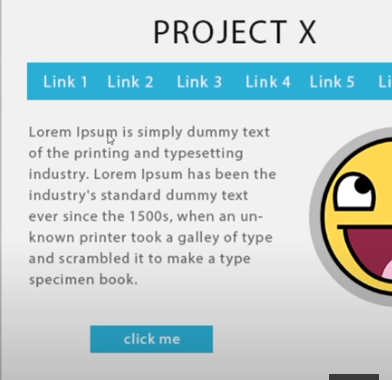 PROJECT X
Link 1 Link 2 Link 3 Link 4 Link 5 Li
Lorem Ipsum is simply dummy text
of the printing and typesetting
industry. Lorem Ipsum has been the
industry's standard dummy text
ever since the 1500s, when an un-
known printer took a galley of type
and scrambled it to make a type
specimen book.
click me